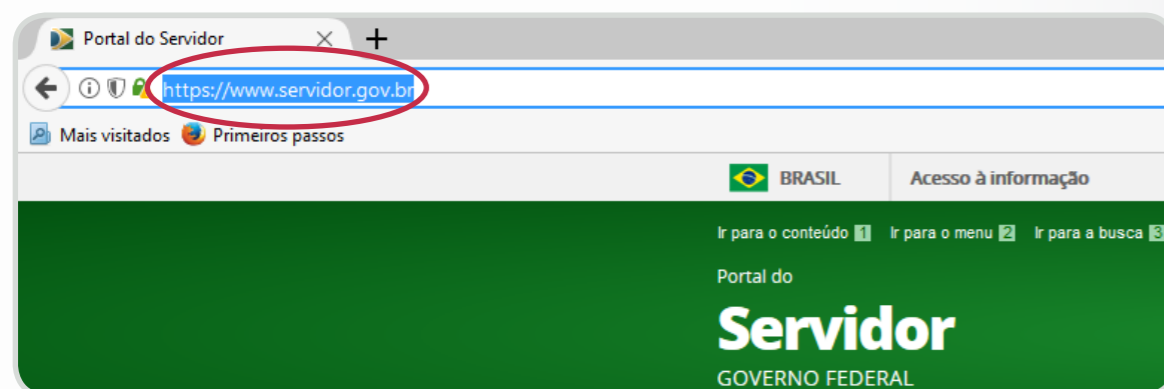 Portal do Servidor
https://www.servidor.gov.br
Mais visitados Primeiros passos
BRASIL Acesso à informação
Ir para o conteúdo 1 Ir para o menu 2 Ir para a busca 3
Portal do
Servidor
GOVERNO FEDERAL